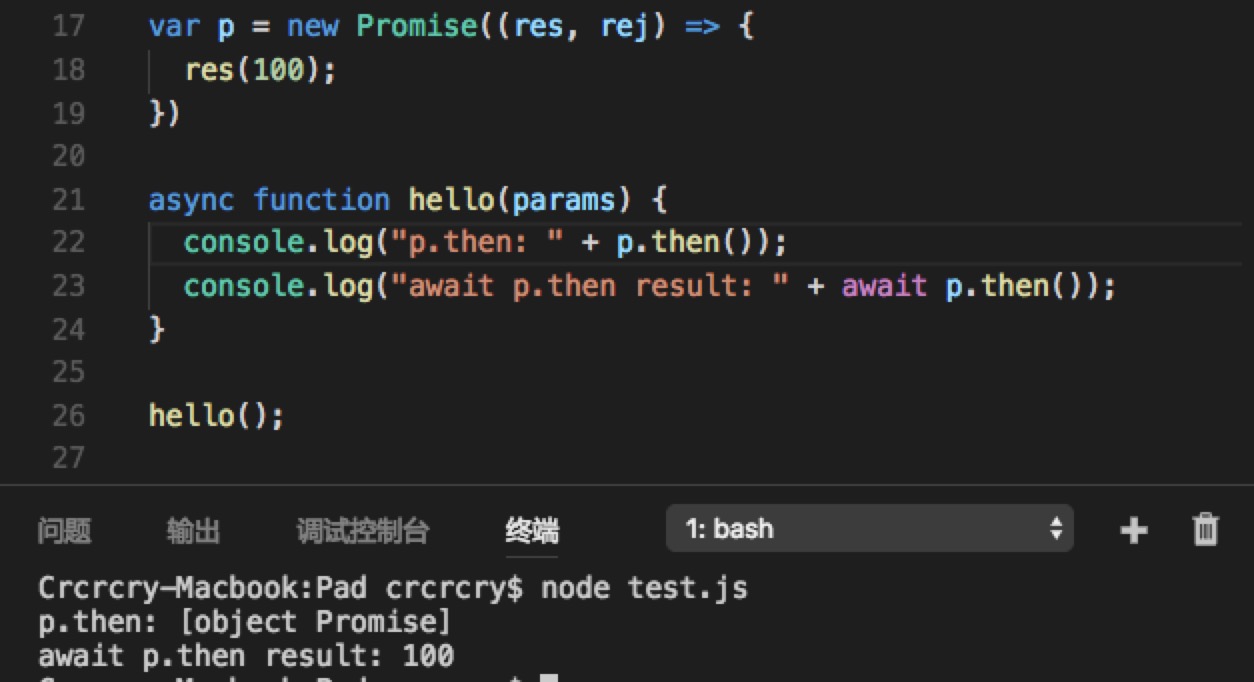 17 var p = new Promise((res, rej) => {
18 res(100);
19 })
20
21 async function hello(params) {
22 console.log("p.then: " + p.then());
23 console.log("await p.then result: " + await p.then());
24 }
25
26 hello();
27
问题 输出 调试控制台 终端 1: bash
Crcrcry-Macbook:Pad crcrcry$ node test.js
p.then: [object Promise]
await p.then result: 100